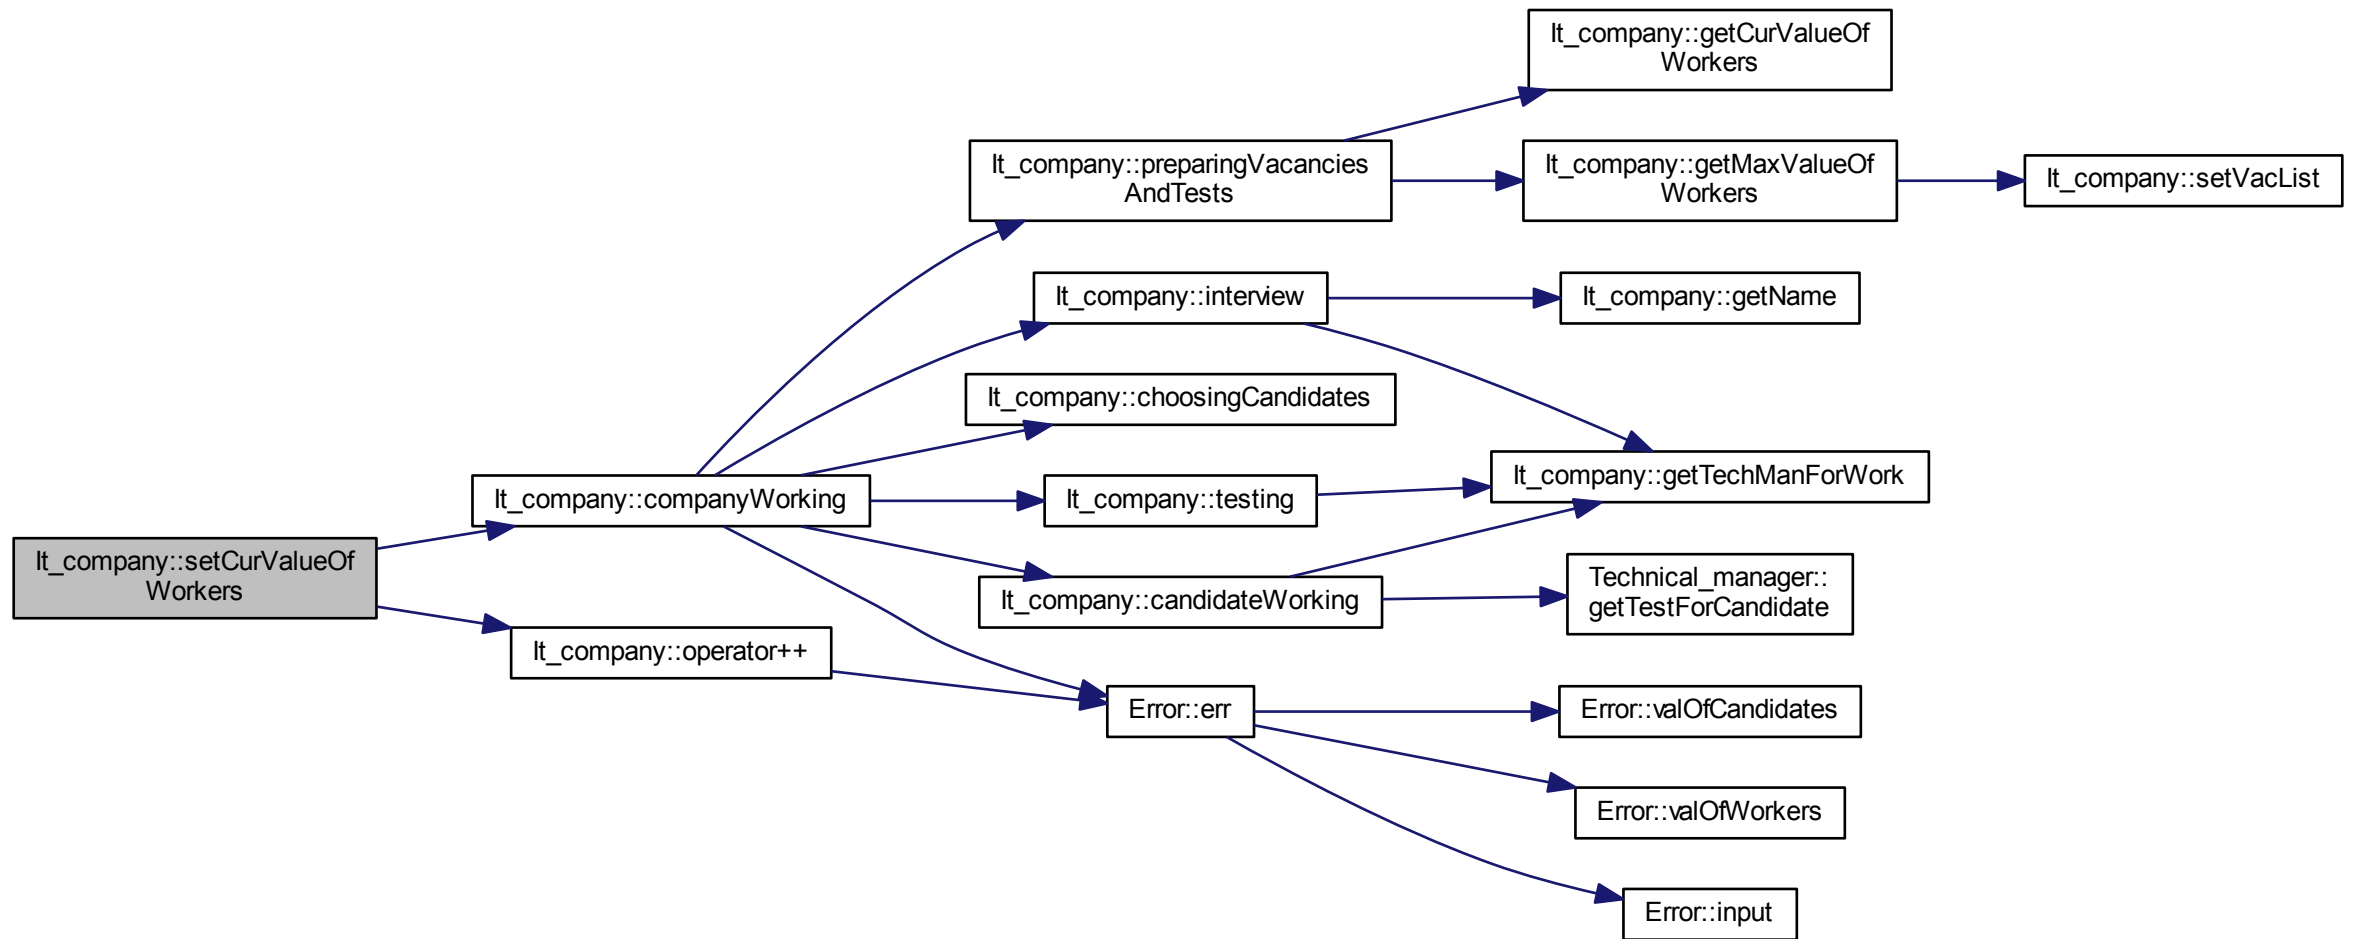 It_company::setCurValueOf
Workers
It_company::companyWorking
It_company::operator++
It_company::preparingVacancies
AndTests
It_company::interview
It_company::choosingCandidates
It_company::testing
It_company::candidateWorking
Error::err
It_company::getCurValueOf
Workers
It_company::getMaxValueOf
Workers
It_company::getName
It_company::getTechManForWork
Technical_manager::
getTestForCandidate
Error::valOfCandidates
Error::valOfWorkers
Error::input
It_company::setVacList